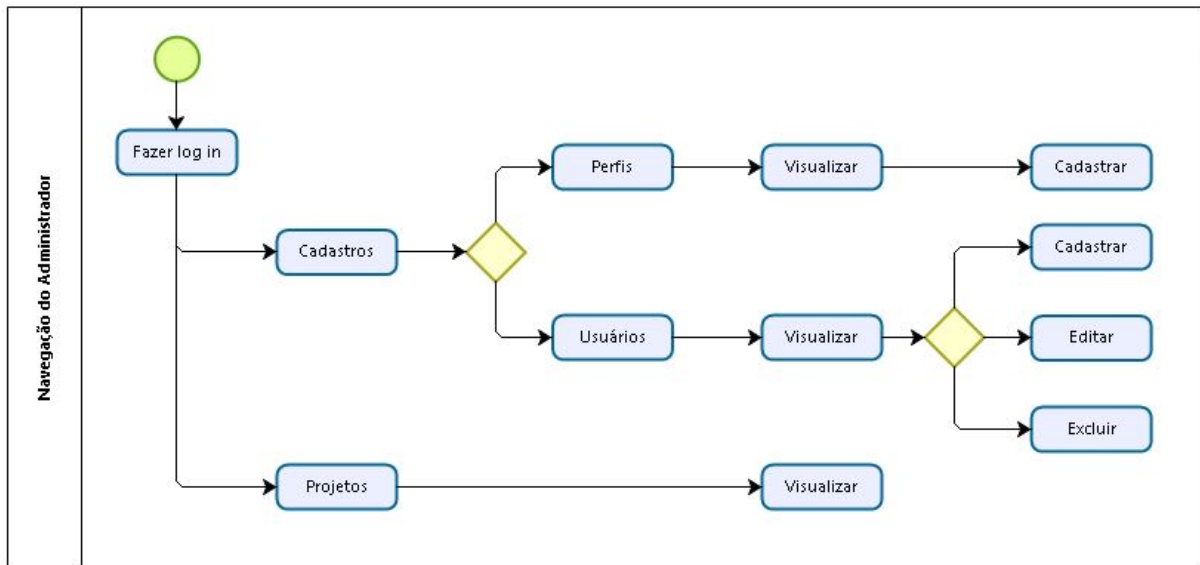 Navegação do Administrador
Fazer log in
Perfis
Visualizar
Cadastrar
Cadastros
Cadastrar
Usuários
Visualizar
Editar
Excluir
Projetos
Visualizar